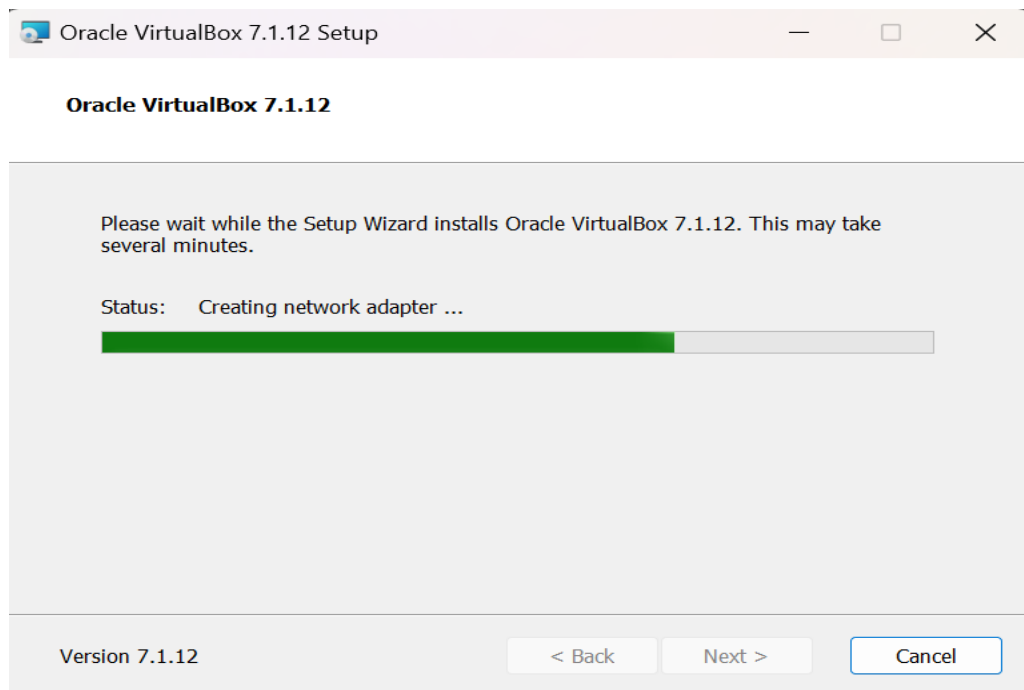 Oracle VirtualBox 7.1.12 Setup
Oracle VirtualBox 7.1.12
Please wait while the Setup Wizard installs Oracle VirtualBox 7.1.12. This may take
several minutes.
Status: Creating network adapter ...
Version 7.1.12
< Back
Next >
Cancel